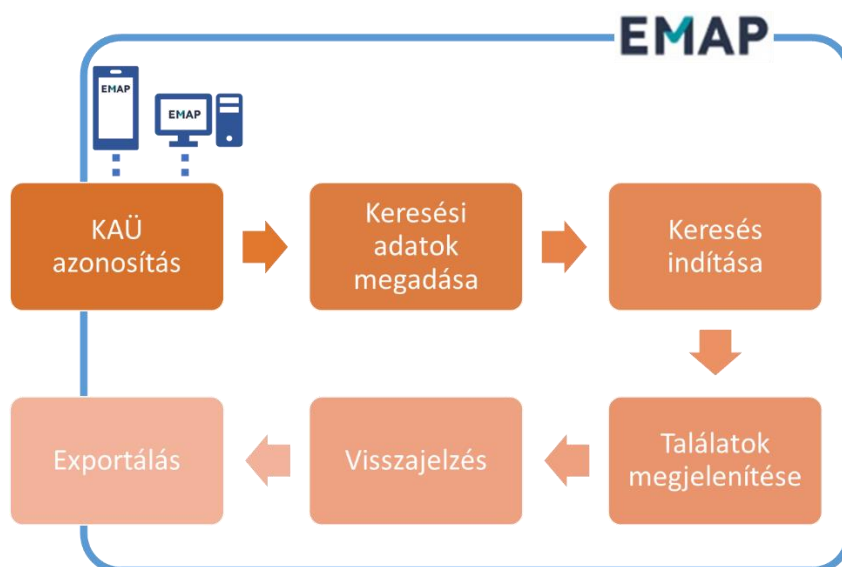 EMAP
EMAP
EMAP
KAÜ
azonosítás
Keresési
adatok
megadása
Keresés
indítása
Találatok
megjelenítése
Visszajelzés
Exportálás